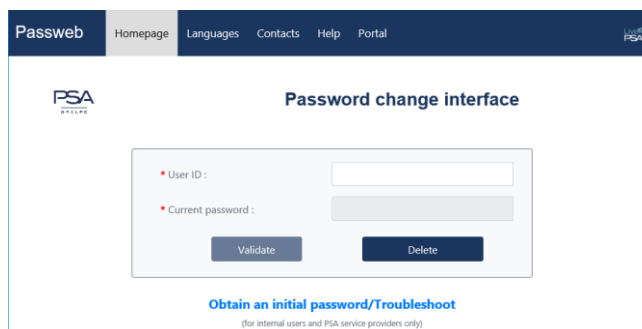 Passweb Homepage Languages Contacts Help Portal
PSA
GROUPE
Password change interface
* User ID :
* Current password :
Validate Delete
Obtain an initial password/Troubleshoot
(for internal users and PSA service providers only)